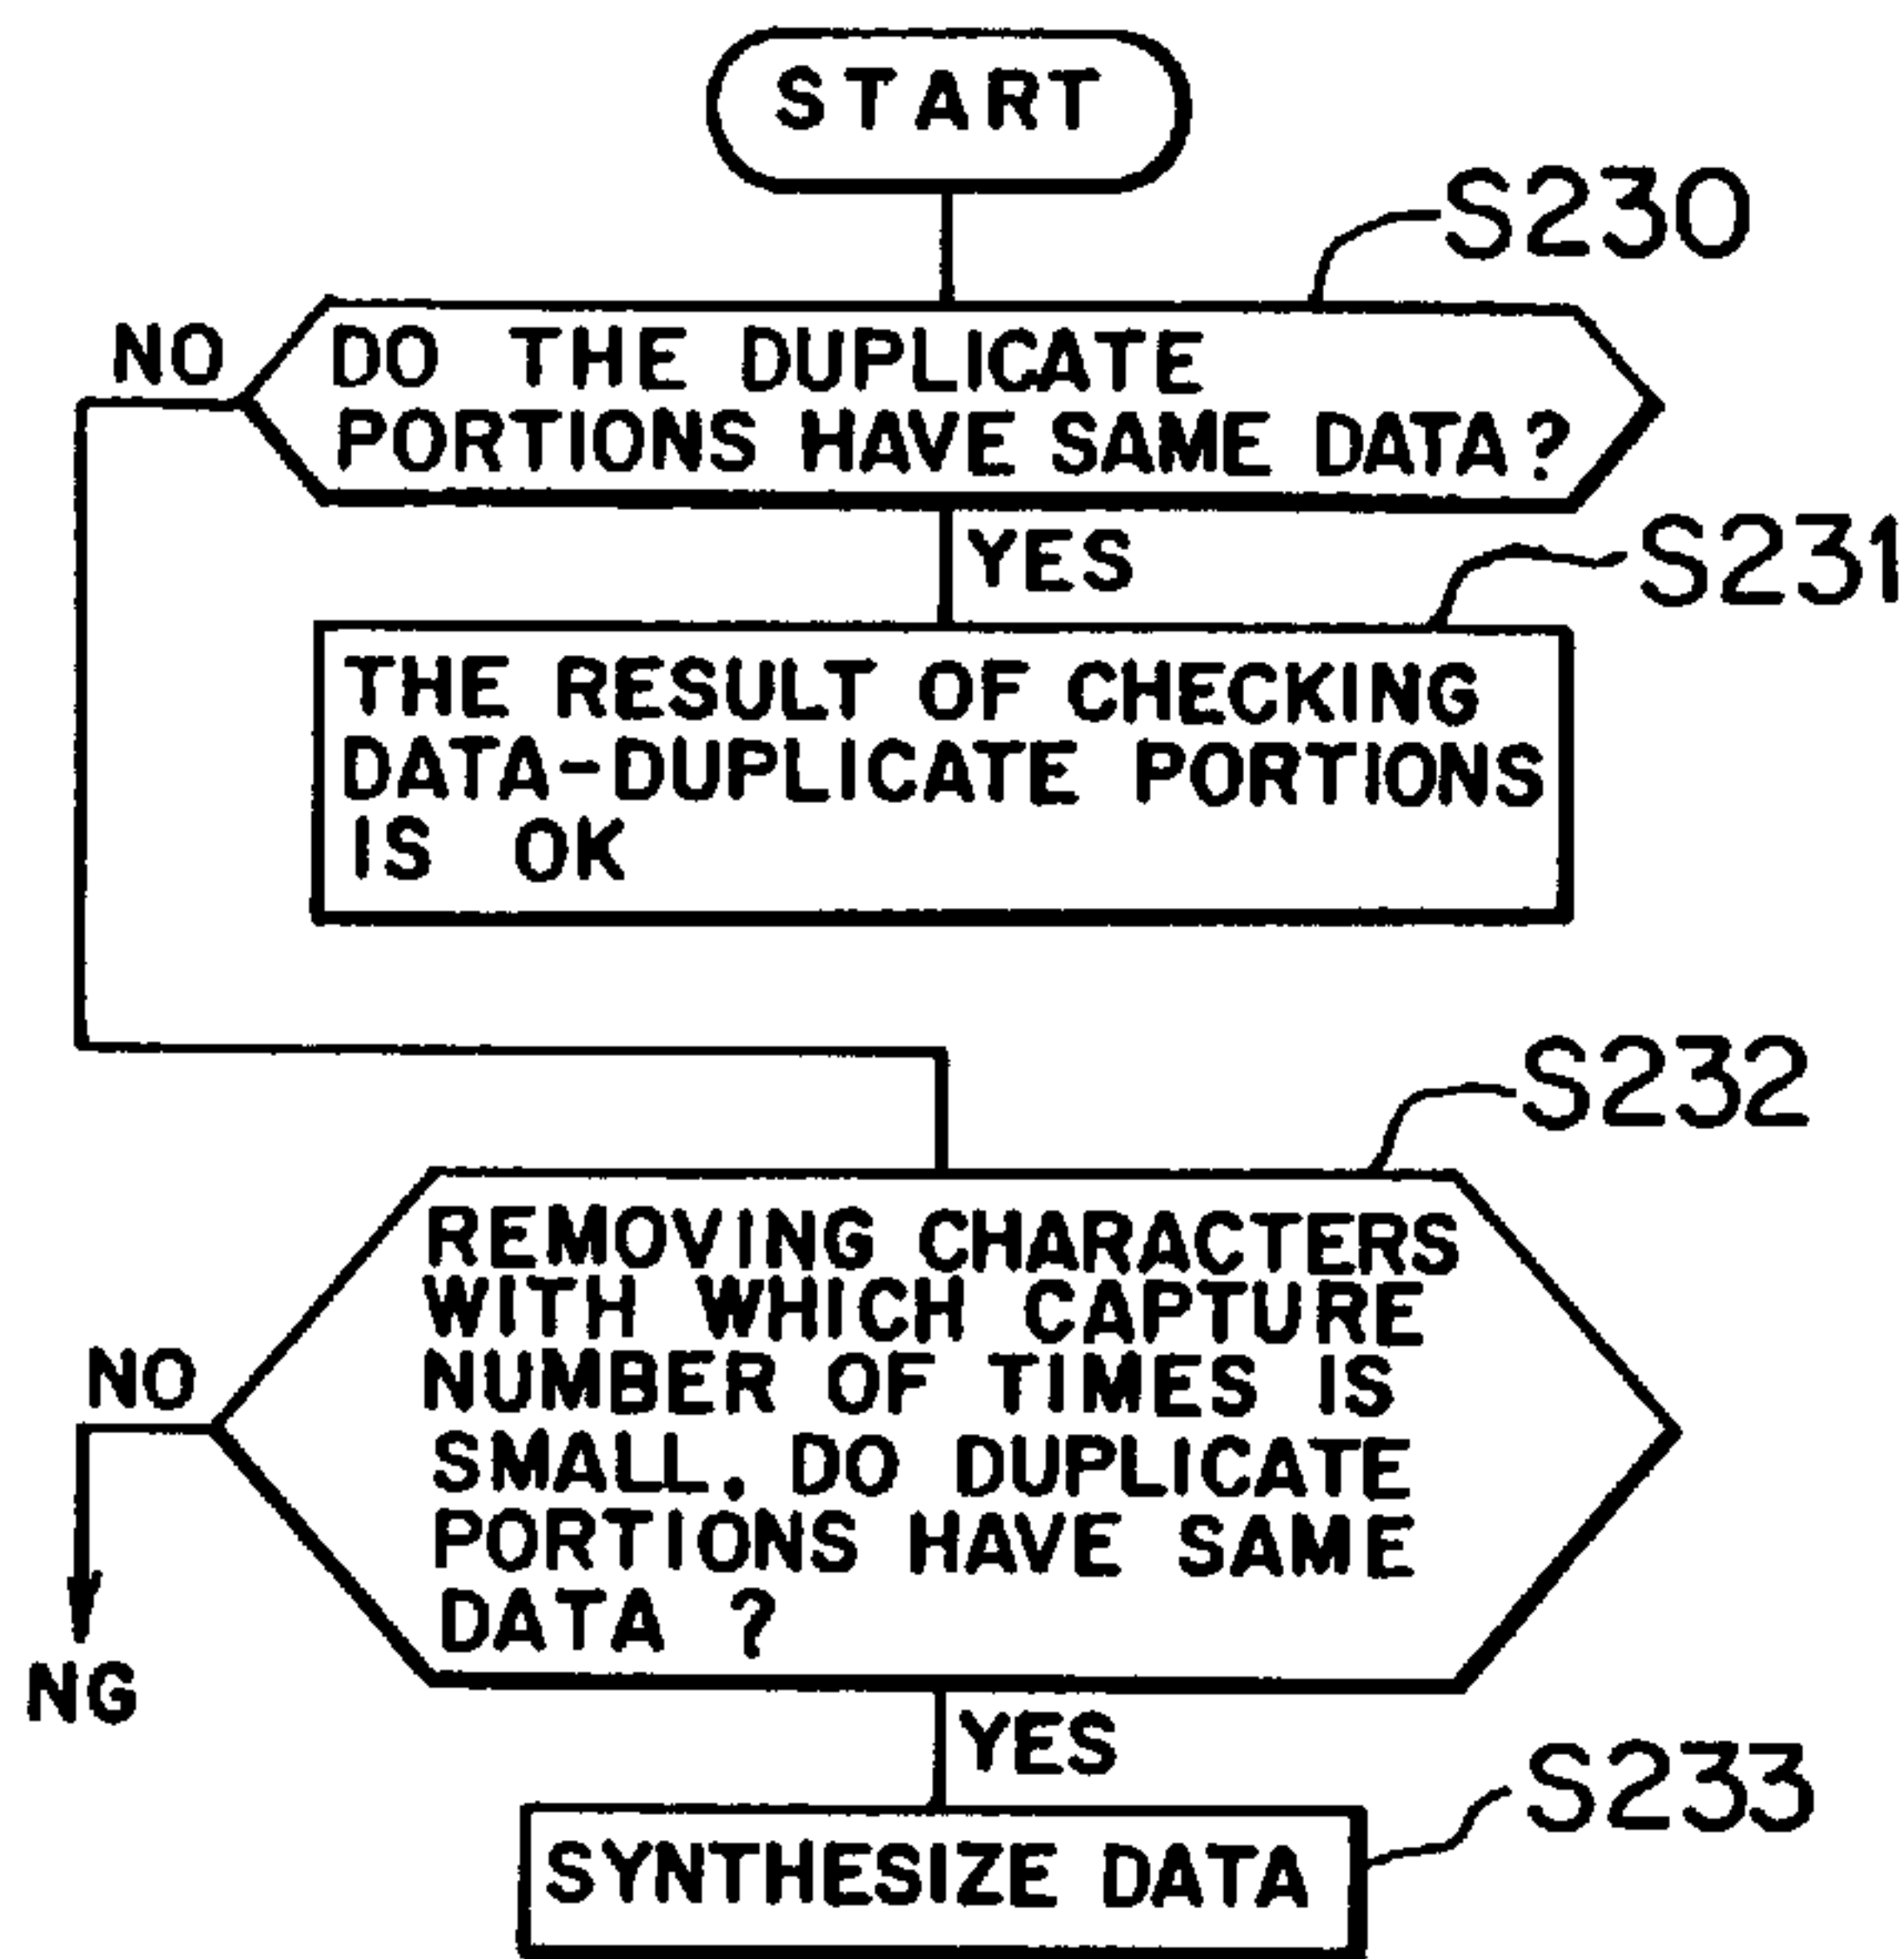 START
S230
NO
DO THE DUPLICATE
PORTIONS HAVE SAME DATA?
YES
S231
THE RESULT OF CHECKING
DATA-DUPLICATE PORTIONS
IS OK
S232
REMOVING CHARACTERS
WITH WHICH CAPTURE
NUMBER OF TIMES IS
SMALL. DO DUPLICATE
PORTIONS HAVE SAME
DATA ?
NO
NG
YES
S233
SYNTHESIZE DATA